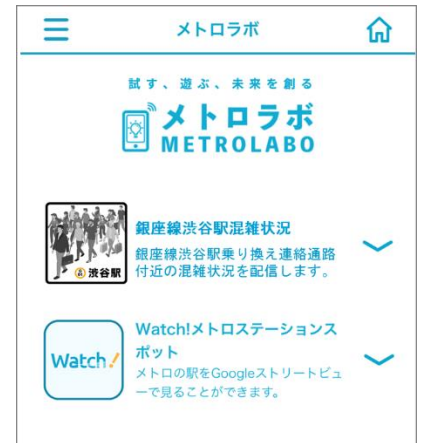 メトロラボ
試す、遊ぶ、未来を創る
メトロラボ
METROLABO
銀座線渋谷駅混雑状況
銀座線渋谷駅乗り換え連絡通路
付近の混雑状況を配信します。
渋谷駅
Watch!メトロステーションス
ポット
メトロの駅をGoogleストリートビュ
ーで見ることができます。
Watch!